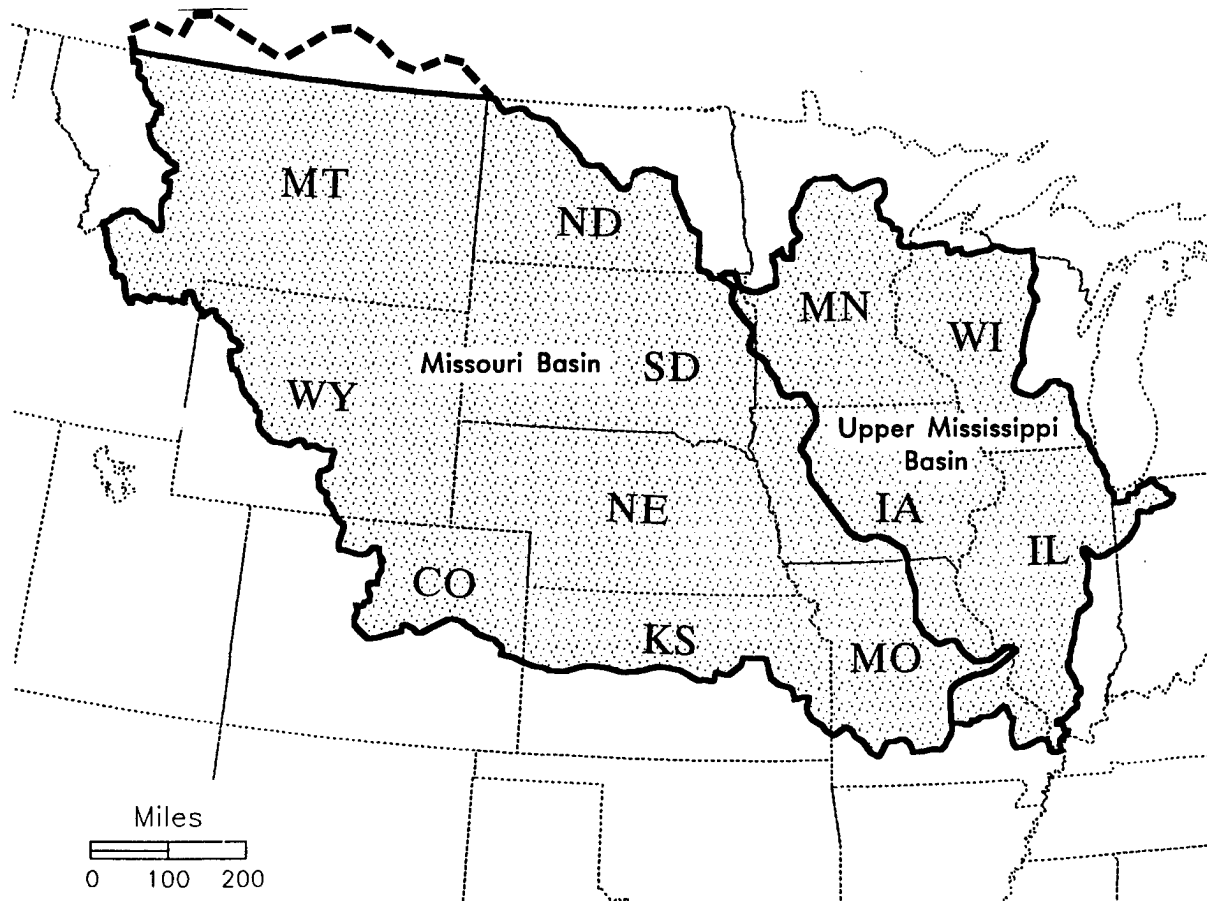 MT
ND
MN
WI
Missouri Basin
SD
WY
Upper Mississippi
Basin
NE
IA
IL
CO
KS
MO
Miles
0 100 200